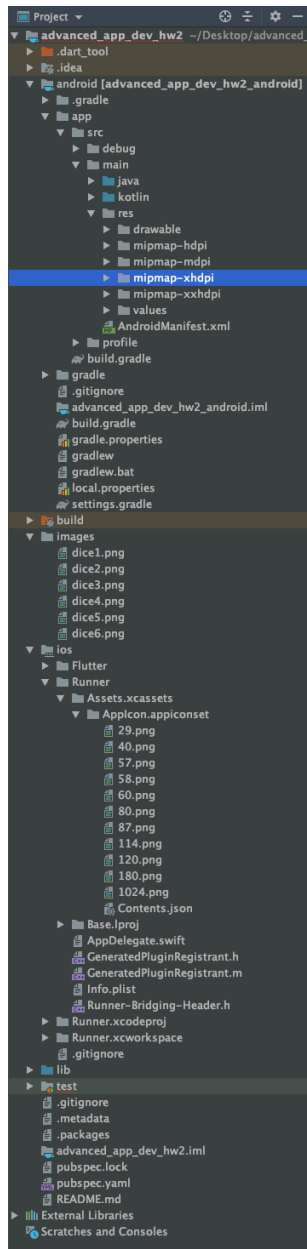 Project
advanced_app_dev_hw2 ~/Desktop/advanced_
.dart_tool
.idea
android [advanced_app_dev_hw2_android]
.gradle
app
src
debug
main
java
kotlin
res
drawable
mipmap-hdpi
mipmap-mdpi
mipmap-xhdpi
mipmap-xxhdpi
values
AndroidManifest.xml
profile
build.gradle
gradle
.gitignore
advanced_app_dev_hw2_android.iml
build.gradle
gradle.properties
gradlew
gradlew.bat
local.properties
settings.gradle
build
images
dice1.png
dice2.png
dice3.png
dice4.png
dice5.png
dice6.png
ios
Flutter
Runner
Assets.xcassets
AppIcon.appiconset
29.png
40.png
57.png
58.png
60.png
80.png
87.png
114.png
120.png
180.png
1024.png
Contents.json
Base.lproj
AppDelegate.swift
GeneratedPluginRegistrant.h
GeneratedPluginRegistrant.m
Info.plist
Runner-Bridging-Header.h
Runner.xcodeproj
Runner.xcworkspace
.gitignore
lib
test
.gitignore
.metadata
.packages
advanced_app_dev_hw2.iml
pubspec.lock
pubspec.yaml
README.md
External Libraries
Scratches and Consoles